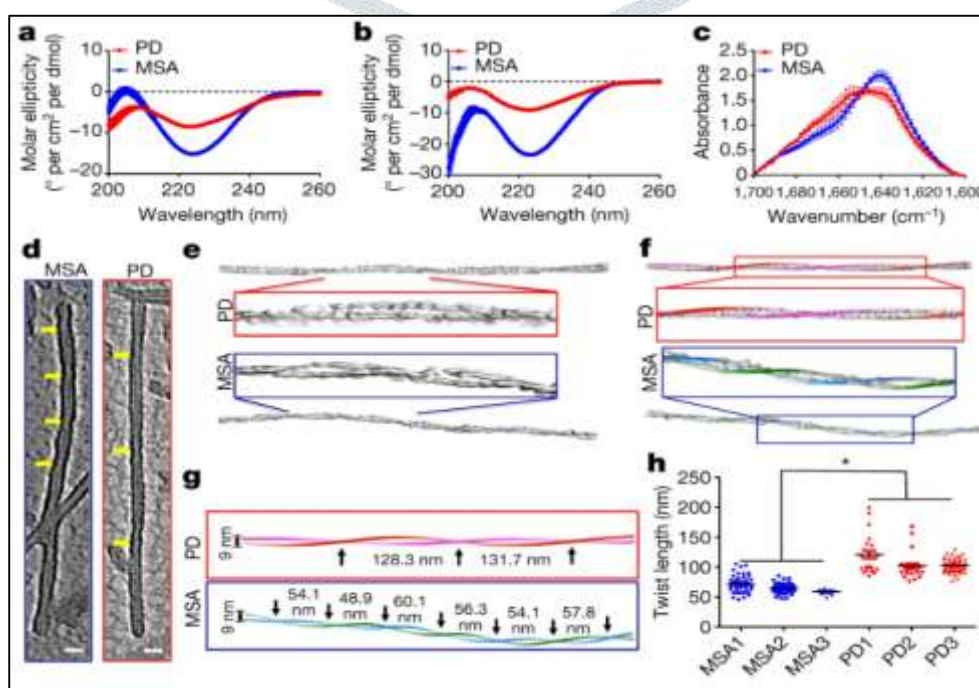 a
PD
MSA
Molar ellipticity
(° per cm² per dmol)
10
0
−10
−20
200 220 240 260
Wavelength (nm)
b
PD
MSA
Molar ellipticity
(° per cm² per dmol)
10
0
−10
−20
−30
200 220 240 260
Wavelength (nm)
c
PD
MSA
Absorbance
2.5
2.0
1.5
1.0
0.5
0
1,700 1,680 1,660 1,640 1,620 1,600
Wavenumber (cm⁻¹)
d
MSA PD
e
PD
MSA
f
PD
MSA
g
PD
9 nm
128.3 nm 131.7 nm
MSA
9 nm
54.1 nm
48.9 nm
60.1 nm
56.3 nm
54.1 nm
57.8 nm
h
*
Twist length (nm)
250
200
150
100
50
0
MSA1 MSA2 MSA3 PD1 PD2 PD3